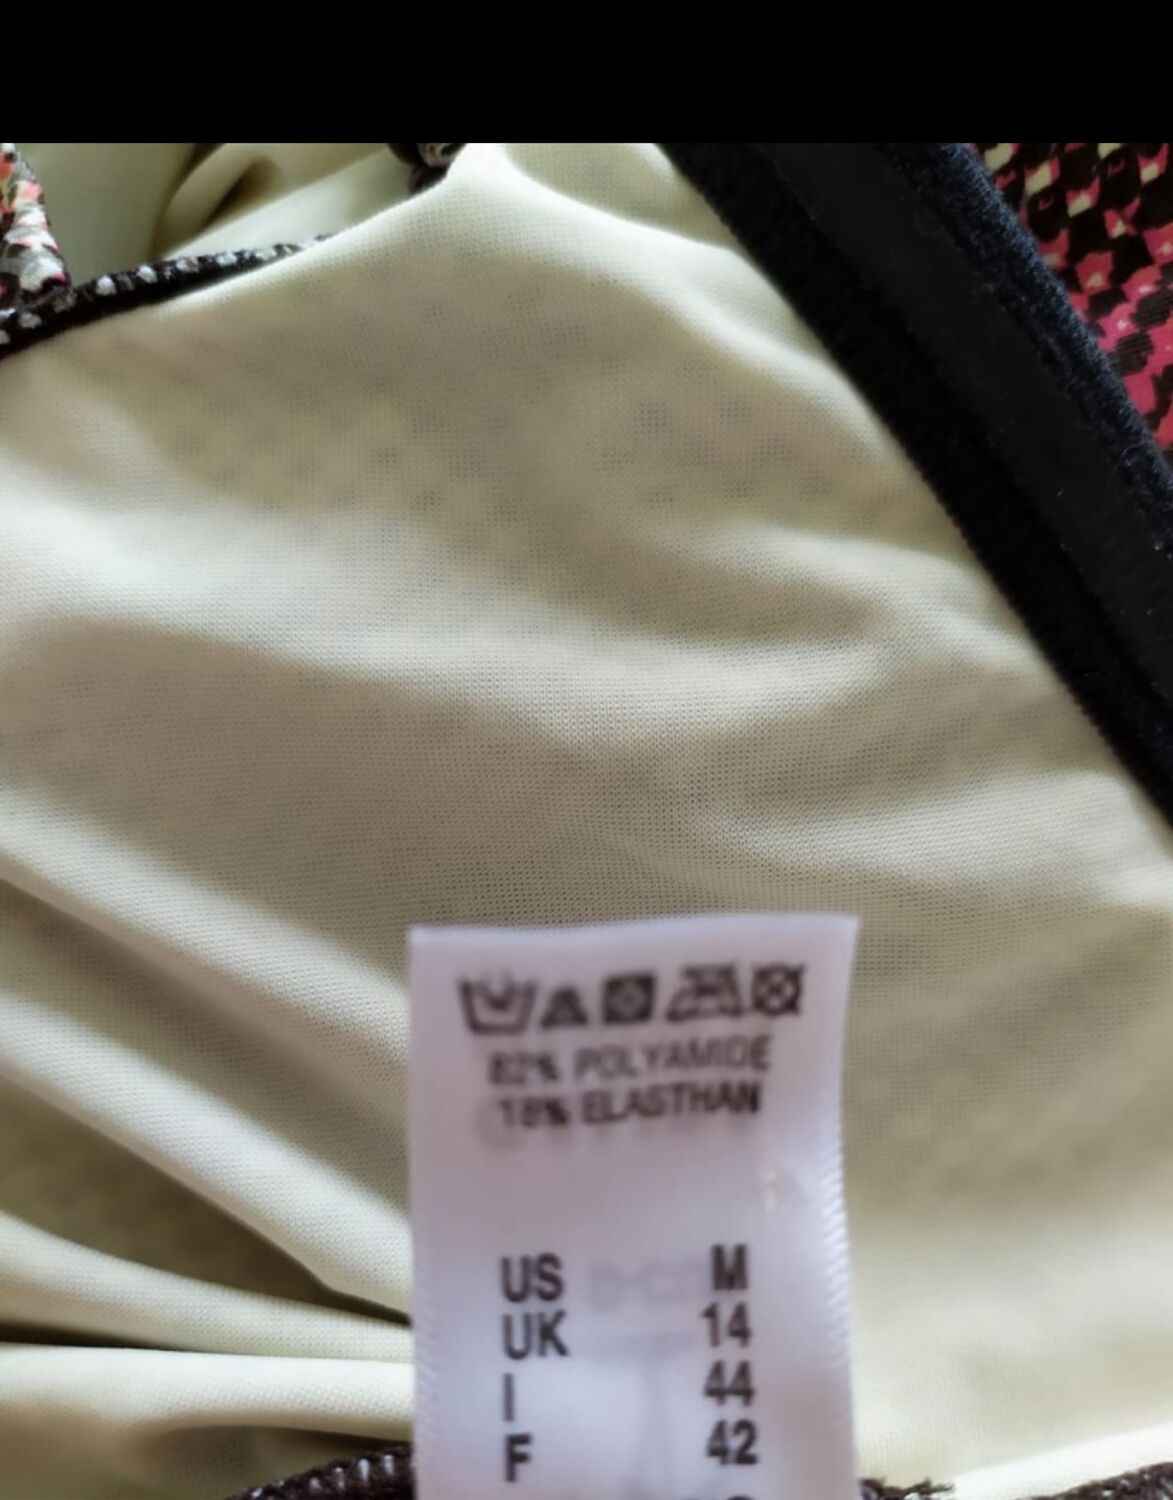 82% POLYAMIDE
18% ELASTHAN
US M
UK 14
I 44
F 42